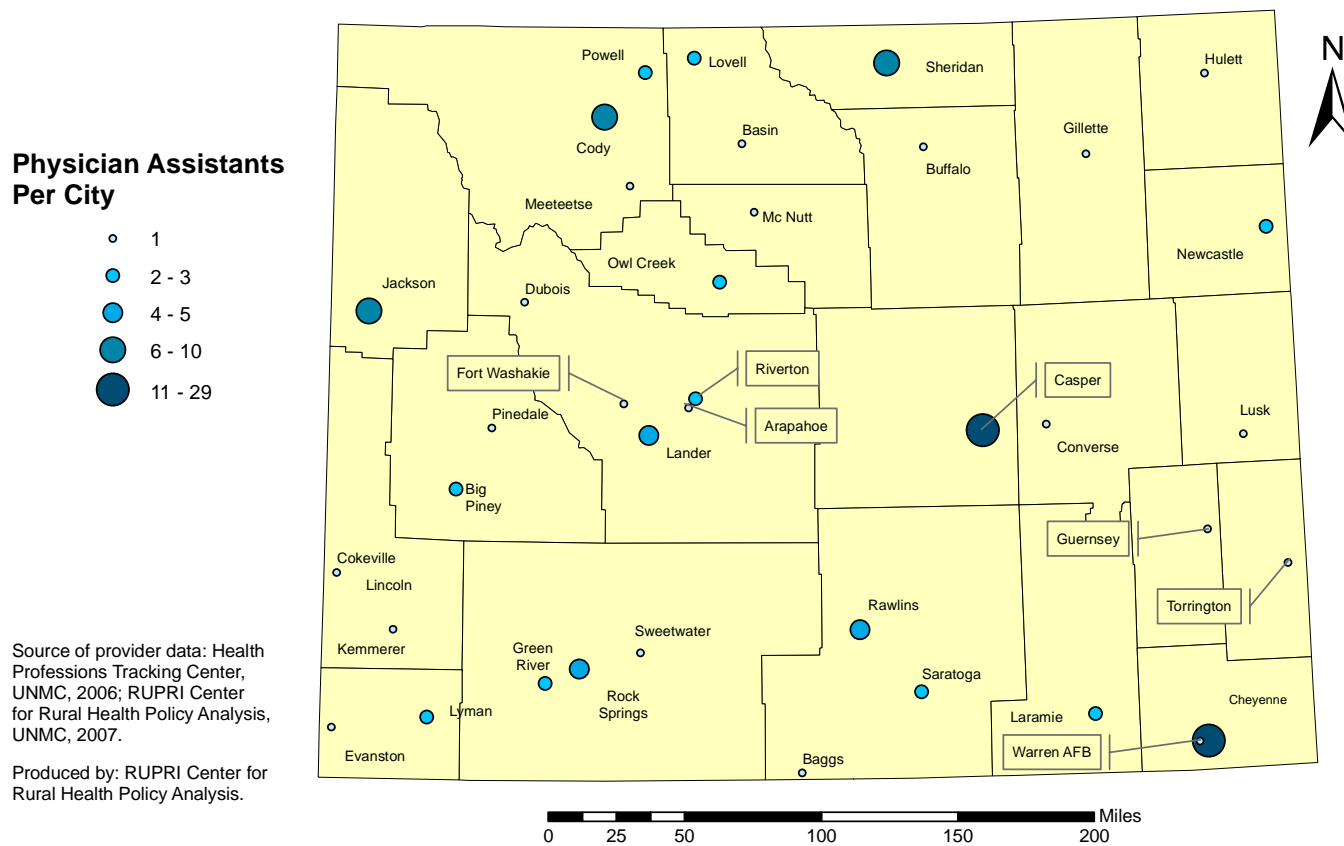 Physician Assistants
Per City
1
2 - 3
4 - 5
6 - 10
11 - 29
Source of provider data: Health
Professions Tracking Center,
UNMC, 2006; RUPRI Center
for Rural Health Policy Analysis,
UNMC, 2007.
Produced by: RUPRI Center for
Rural Health Policy Analysis.
N
Powell
Lovell
Sheridan
Hulett
Cody
Basin
Buffalo
Gillette
Meeteetse
Mc Nutt
Newcastle
Owl Creek
Jackson
Dubois
Fort Washakie
Riverton
Casper
Pinedale
Arapahoe
Lander
Converse
Lusk
Big
Piney
Guernsey
Cokeville
Lincoln
Torrington
Rawlins
Kemmerer
Sweetwater
Green
River
Rock
Springs
Saratoga
Lyman
Laramie
Cheyenne
Evanston
Baggs
Warren AFB
Miles
0
25
50
100
150
200